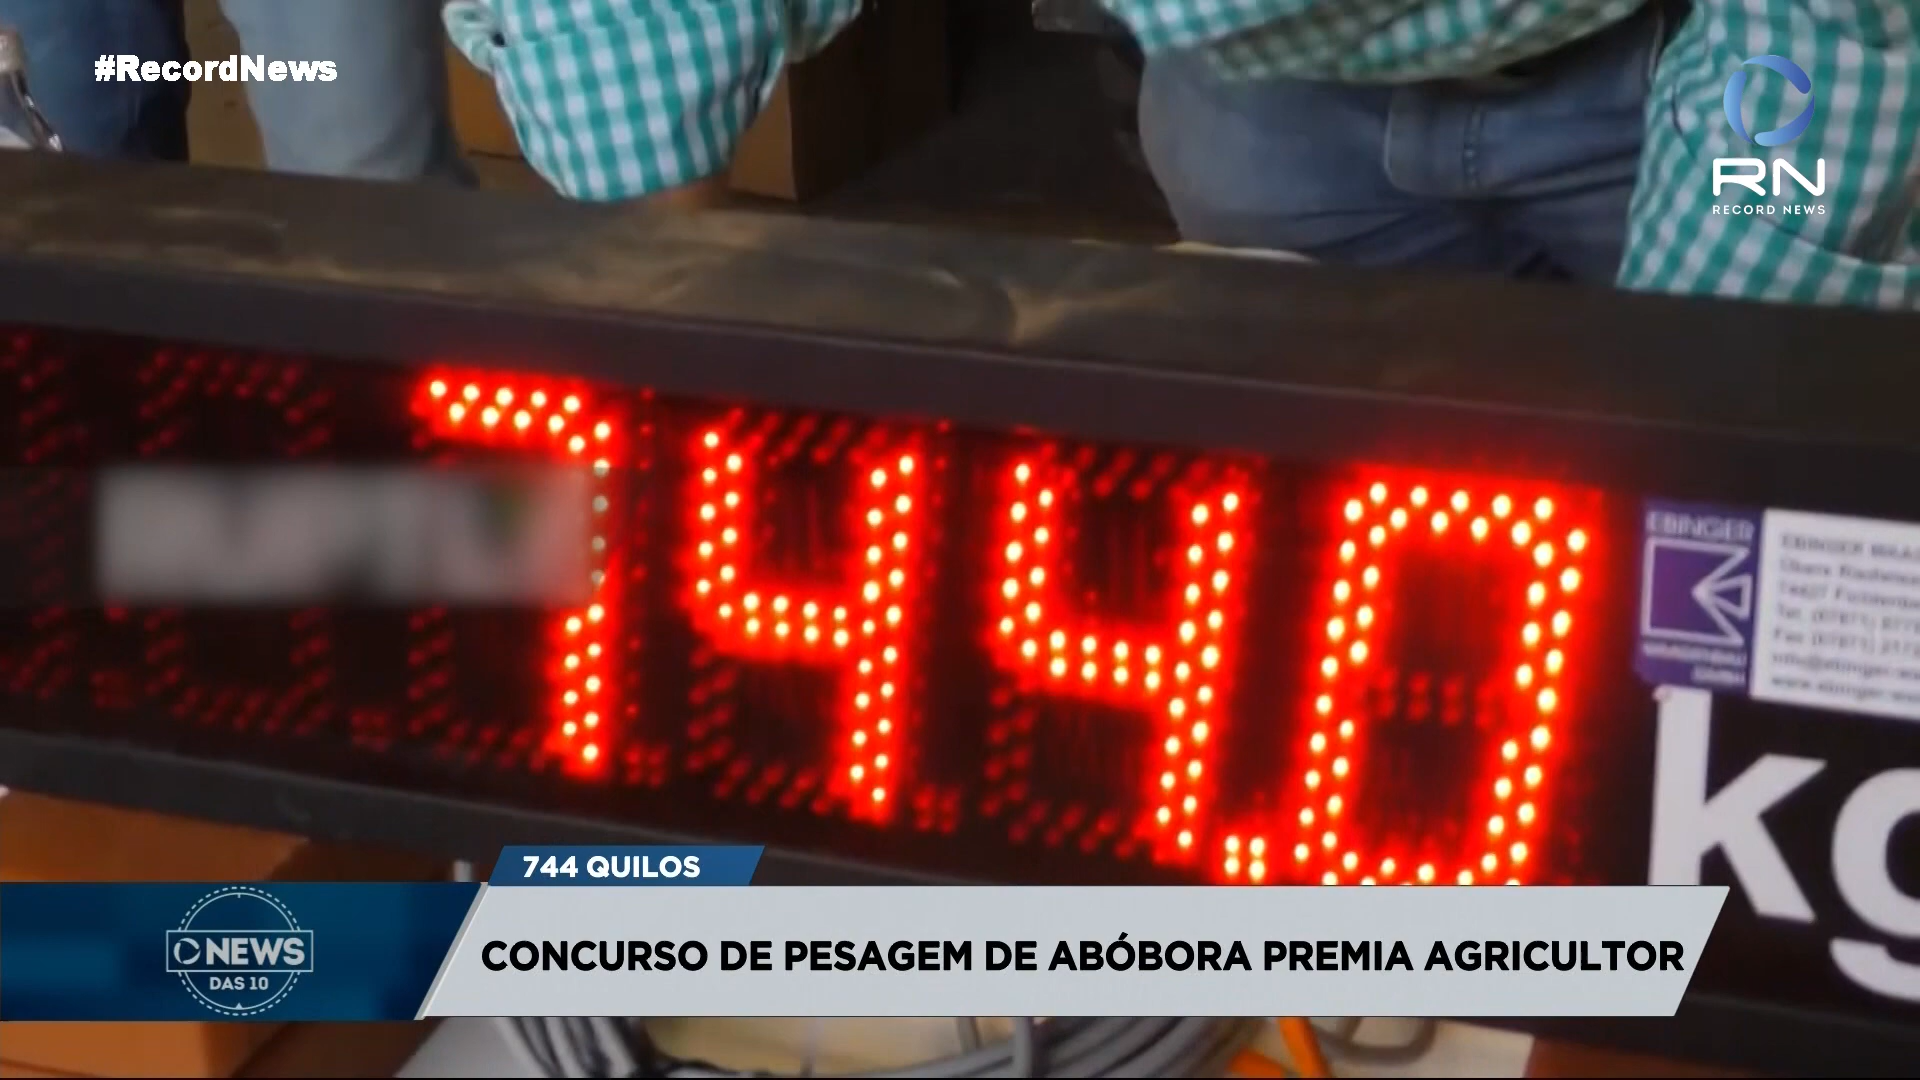 #RecordNews
RN
RECORD NEWS
744.0
EBINGER
kg
744 QUILOS
NEWS
DAS 10
CONCURSO DE PESAGEM DE ABÓBORA PREMIA AGRICULTOR